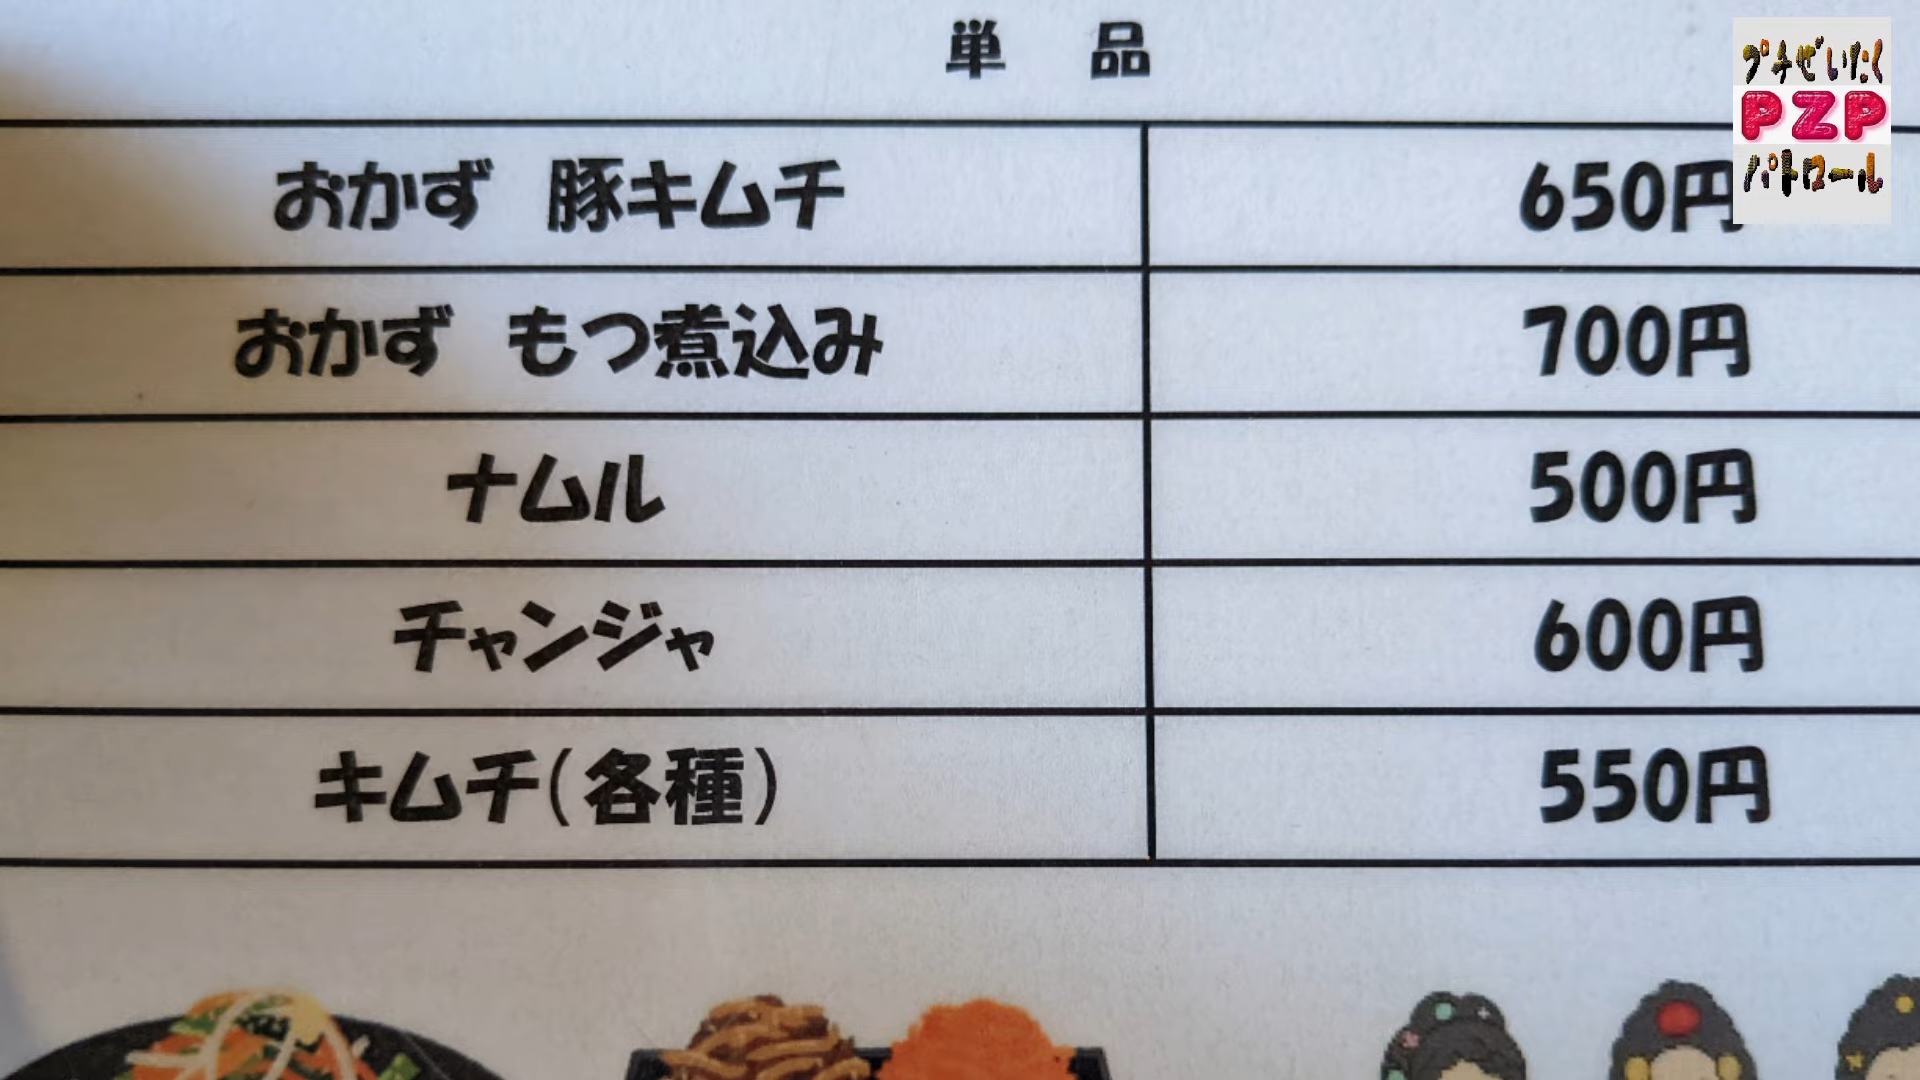 単 品
プチぜいたく
PZP
パトロール
おかず 豚キムチ 650円
おかず もつ煮込み 700円
ナムル 500円
チャンジャ 600円
キムチ(各種) 550円